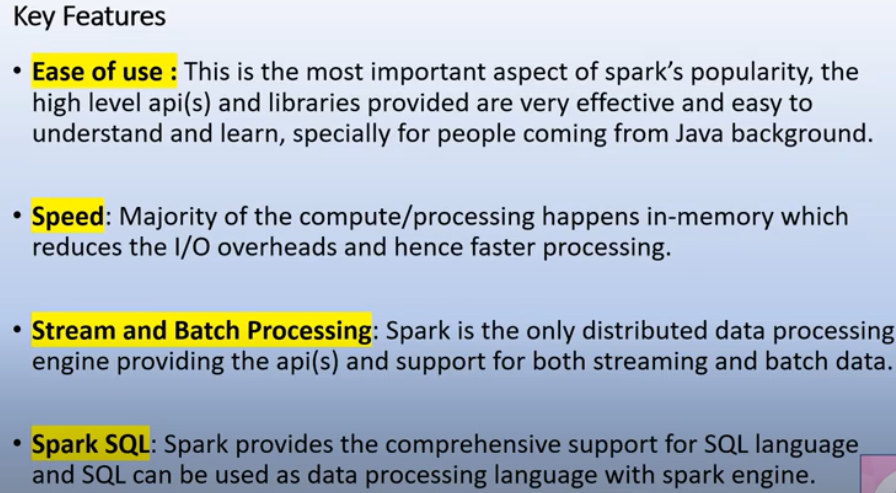 Key Features
• Ease of use : This is the most important aspect of spark's popularity, the
high level api(s) and libraries provided are very effective and easy to
understand and learn, specially for people coming from Java background.
• Speed: Majority of the compute/processing happens in-memory which
reduces the I/O overheads and hence faster processing.
• Stream and Batch Processing: Spark is the only distributed data processing
engine providing the api(s) and support for both streaming and batch data.
• Spark SQL: Spark provides the comprehensive support for SQL language
and SQL can be used as data processing language with spark engine.